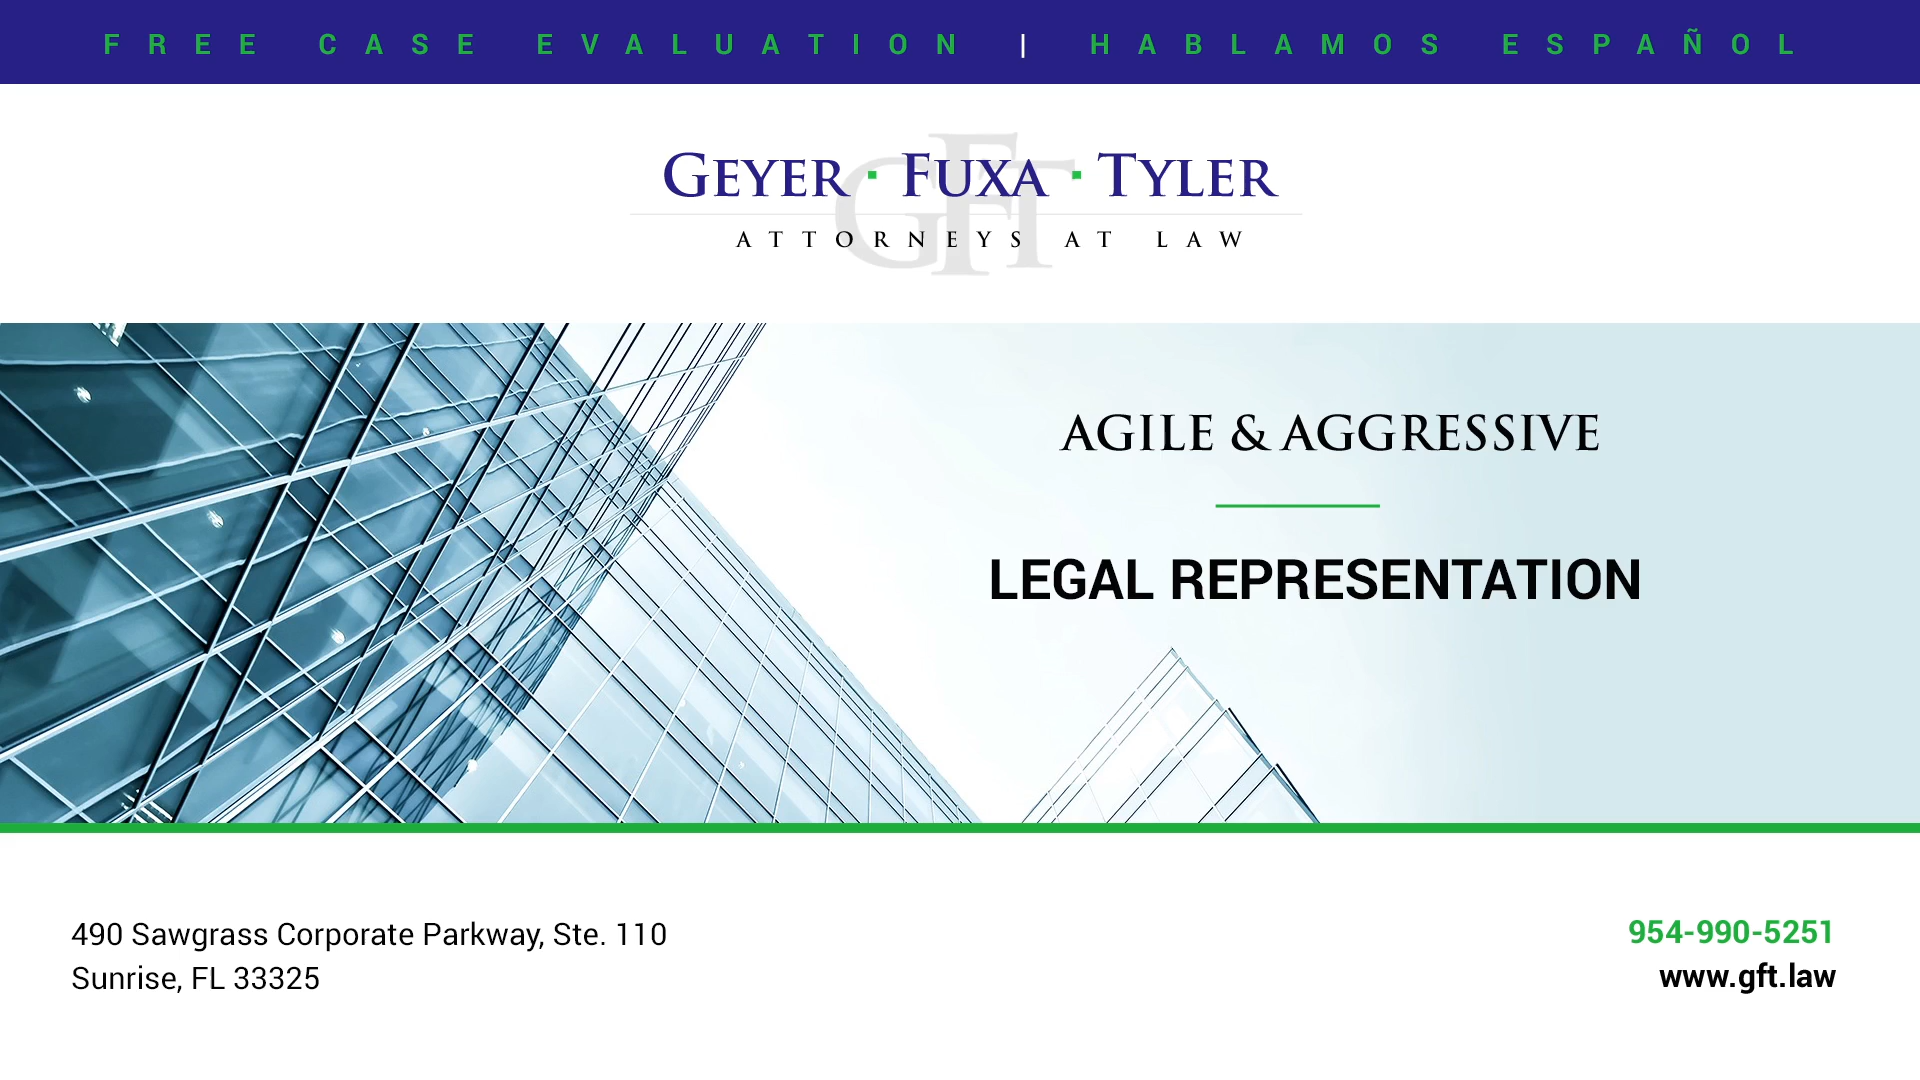 FREE CASE EVALUATION | HABLAMOS ESPAÑOL
GFT
GEYER · FUXA · TYLER
ATTORNEYS AT LAW
AGILE & AGGRESSIVE
LEGAL REPRESENTATION
490 Sawgrass Corporate Parkway, Ste. 110
Sunrise, FL 33325
954-990-5251
www.gft.law